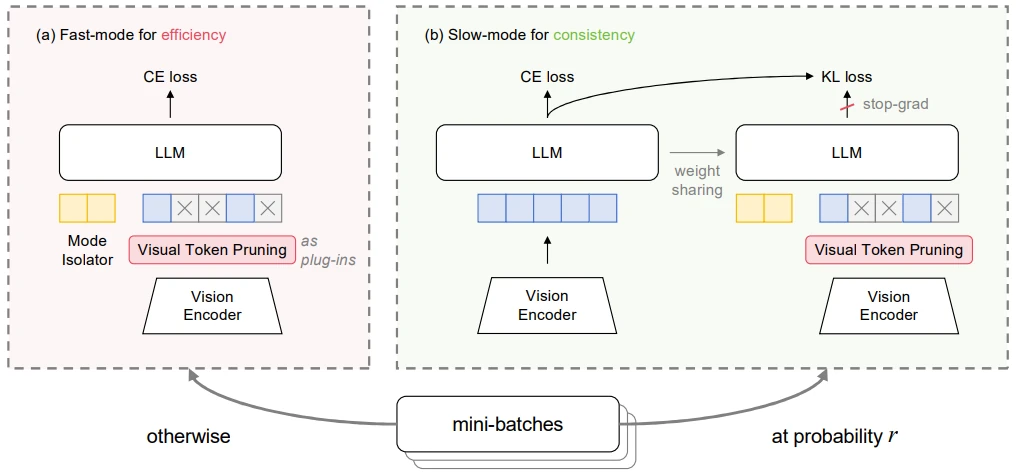 (a) Fast-mode for efficiency
CE loss
LLM
Mode
Isolator
Visual Token Pruning
as
plug-ins
Vision
Encoder
(b) Slow-mode for consistency
CE loss
KL loss
stop-grad
LLM
weight
sharing
LLM
Visual Token Pruning
Vision
Encoder
Vision
Encoder
otherwise
mini-batches
at probability r